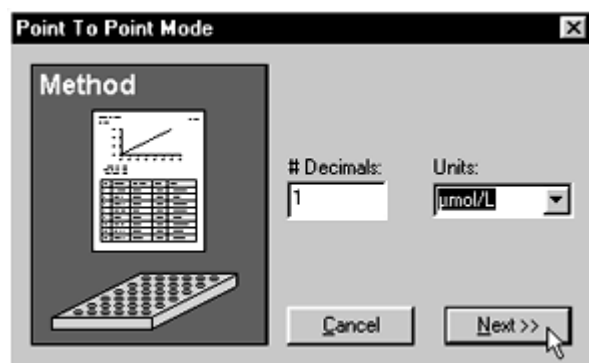 Point To Point Mode
Method
# Decimals: Units:
1 µmol/L
Cancel Next >>